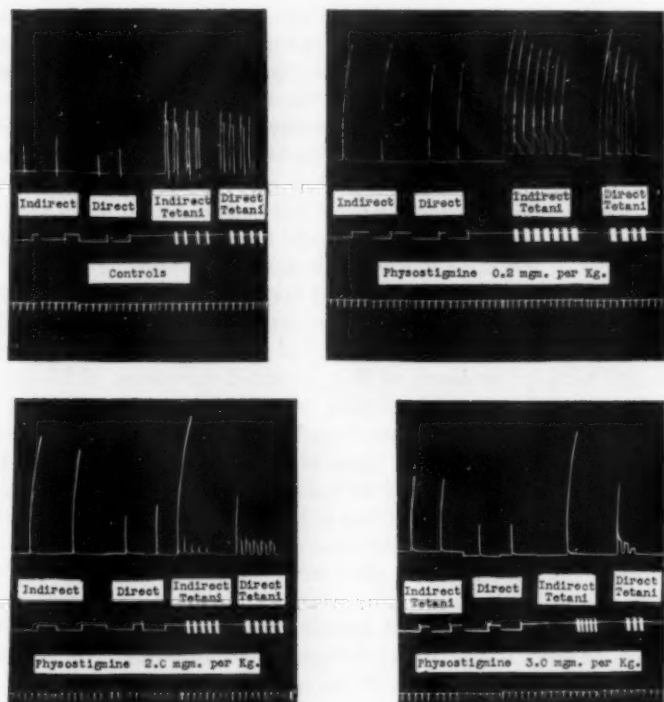 Indirect
Direct
Indirect
Tetani
Direct
Tetani
Controls
Indirect
Direct
Indirect
Tetani
Direct
Tetani
Physostigmine 0.2 mgm. per Kg.
Indirect
Direct
Indirect
Tetani
Direct
Tetani
Physostigmine 2.0 mgm. per Kg.
Indirect
Tetani
Direct
Indirect
Tetani
Direct
Tetani
Physostigmine 3.0 mgm. per Kg.